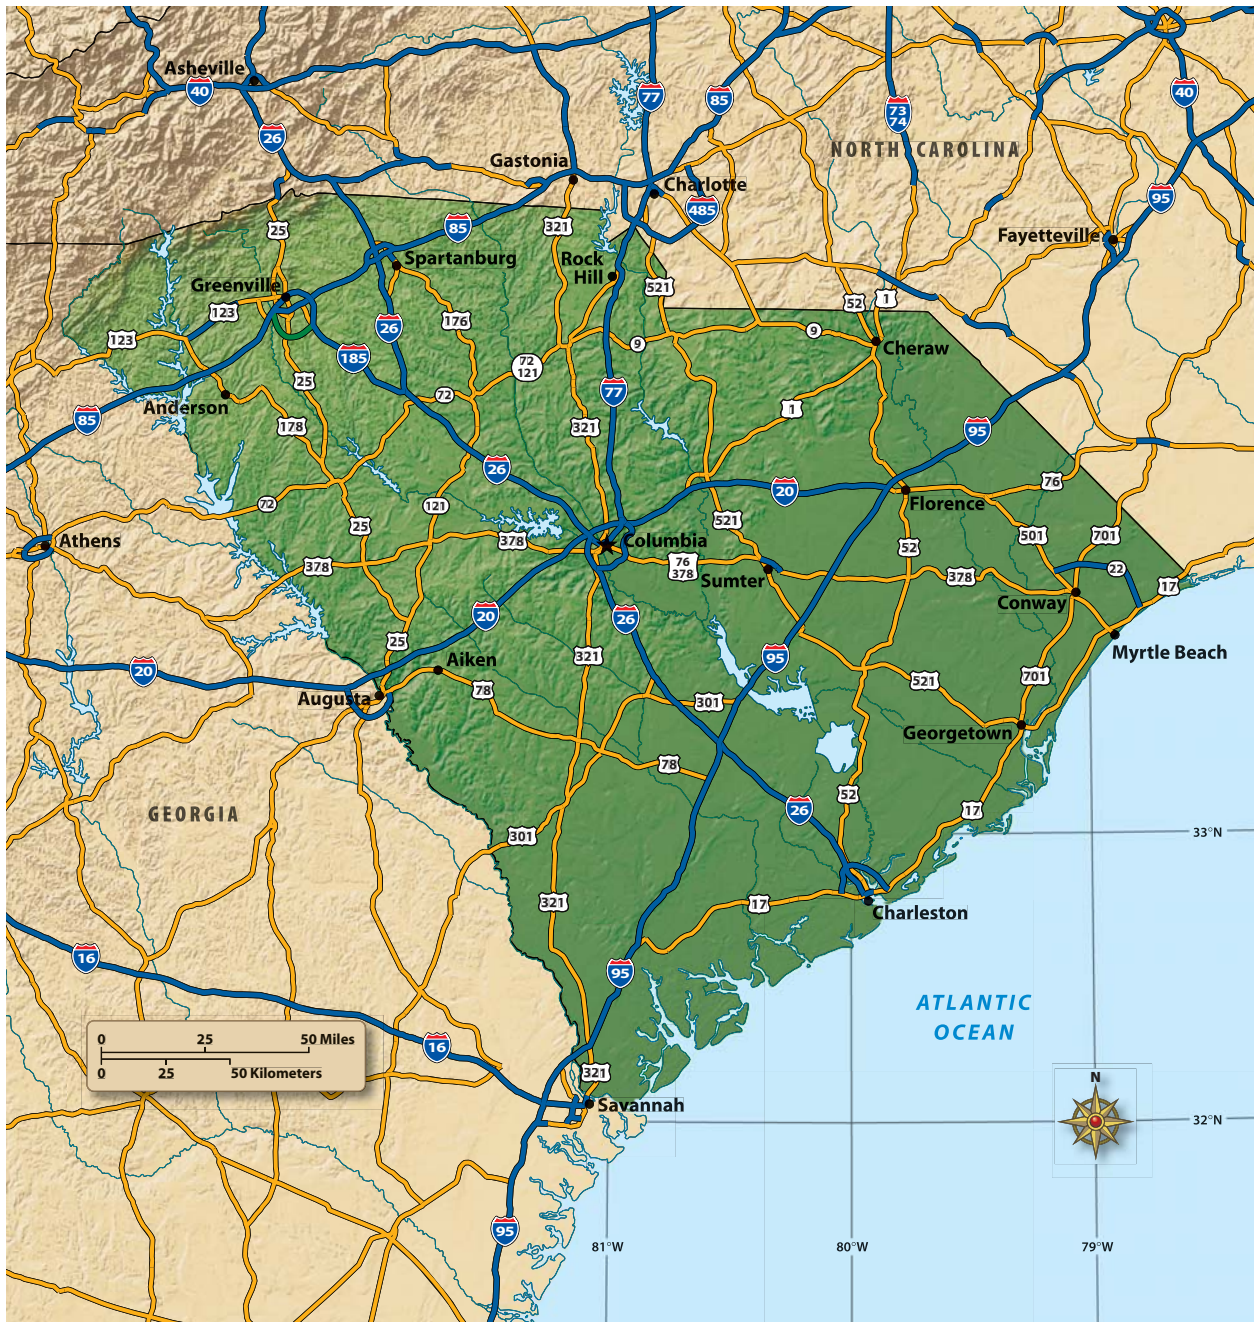 Asheville
40
26
77
85
73
74
40
NORTH CAROLINA
Gastonia
Charlotte
485
95
25
85
321
Fayetteville
Spartanburg
Rock
Hill
Greenville
521
52
1
123
176
26
9
9
123
185
72
121
Cheraw
25
77
72
Anderson
1
85
178
321
95
26
20
76
72
121
Florence
25
521
Athens
378
Columbia
501
701
52
378
76
378
Sumter
378
22
17
Conway
20
26
25
321
95
Myrtle Beach
Aiken
20
78
521
701
Augusta
301
Georgetown
78
52
26
17
GEORGIA
301
33°N
321
17
Charleston
16
95
ATLANTIC
OCEAN
0 25 50 Miles
0 25 50 Kilometers
16
321
N
Savannah
32°N
95
81°W 80°W 79°W